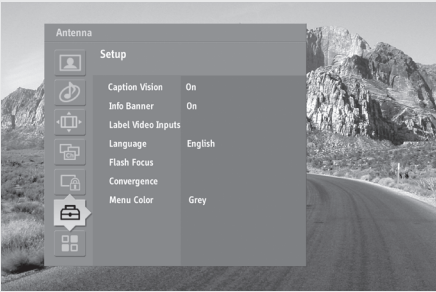 Antenna
Setup
Caption Vision On
Info Banner On
Label Video Inputs
Language English
Flash Focus
Convergence
Menu Color Grey